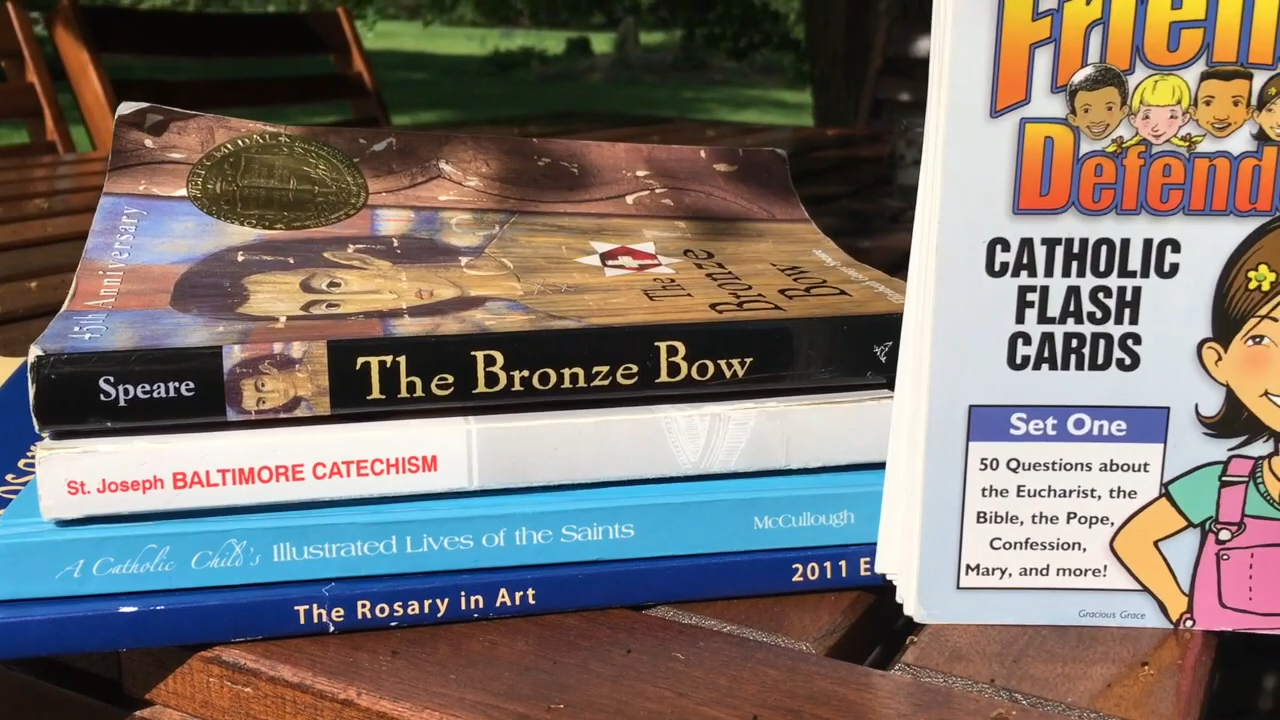 45th Anniversary
The
Bronze
Bow
Speare
The Bronze Bow
St. Joseph BALTIMORE CATECHISM
A Catholic Child's Illustrated Lives of the Saints
McCullough
The Rosary in Art
2011 E
Frien
Defend
CATHOLIC
FLASH
CARDS
Set One
50 Questions about
the Eucharist, the
Bible, the Pope,
Confession,
Mary, and more!
Gracious Grace